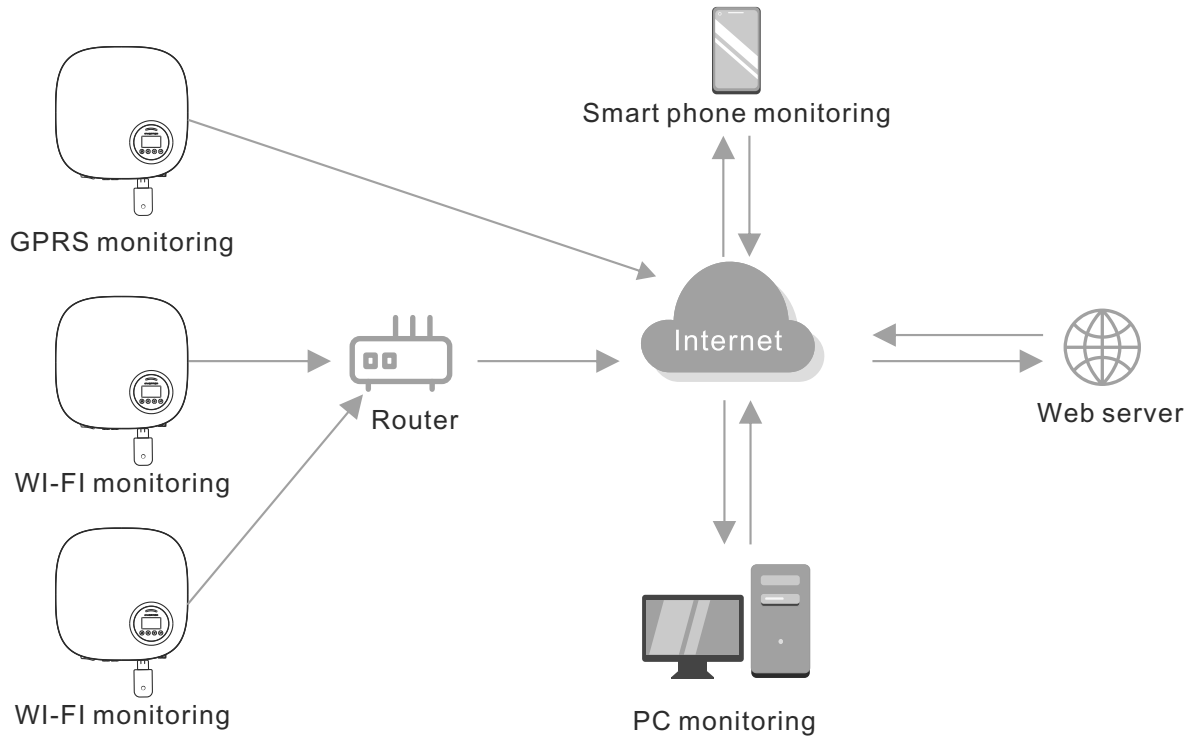 Smart phone monitoring
GPRS monitoring
Internet
Router
Web server
WI-FI monitoring
WI-FI monitoring
PC monitoring